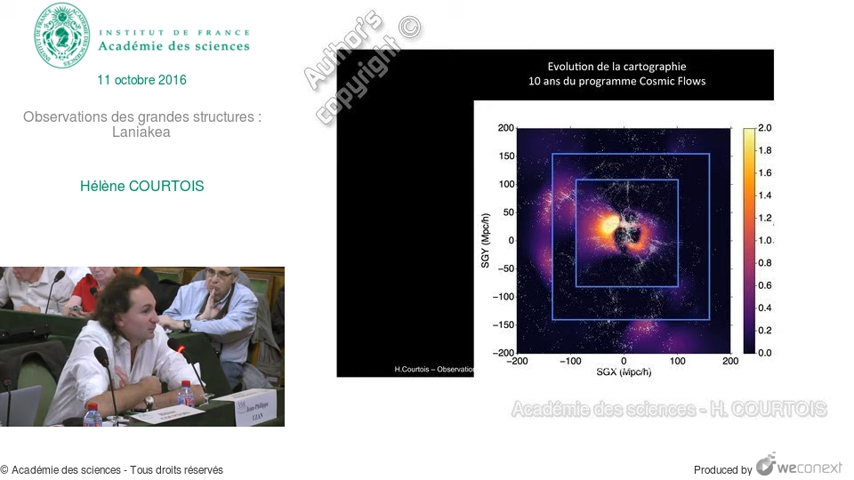 INSTITUT DE FRANCE
Académie des sciences
11 octobre 2016
Observations des grandes structures :
Laniakea
Hélène COURTOIS
Author's
copyright ©
Evolution de la cartographie
10 ans du programme Cosmic Flows
200
150
100
50
0
−50
−100
−150
−200
SGY (Mpc/h)
−200
−100
0
100
200
SGX (Mpc/h)
2.0
1.8
1.6
1.4
1.2
1.0
0.8
0.6
0.4
0.2
0.0
H.Courtois – Observation
Jean-Philippe
UZAN
Académie des sciences - H. COURTOIS
© Académie des sciences - Tous droits réservés
Produced by weconext